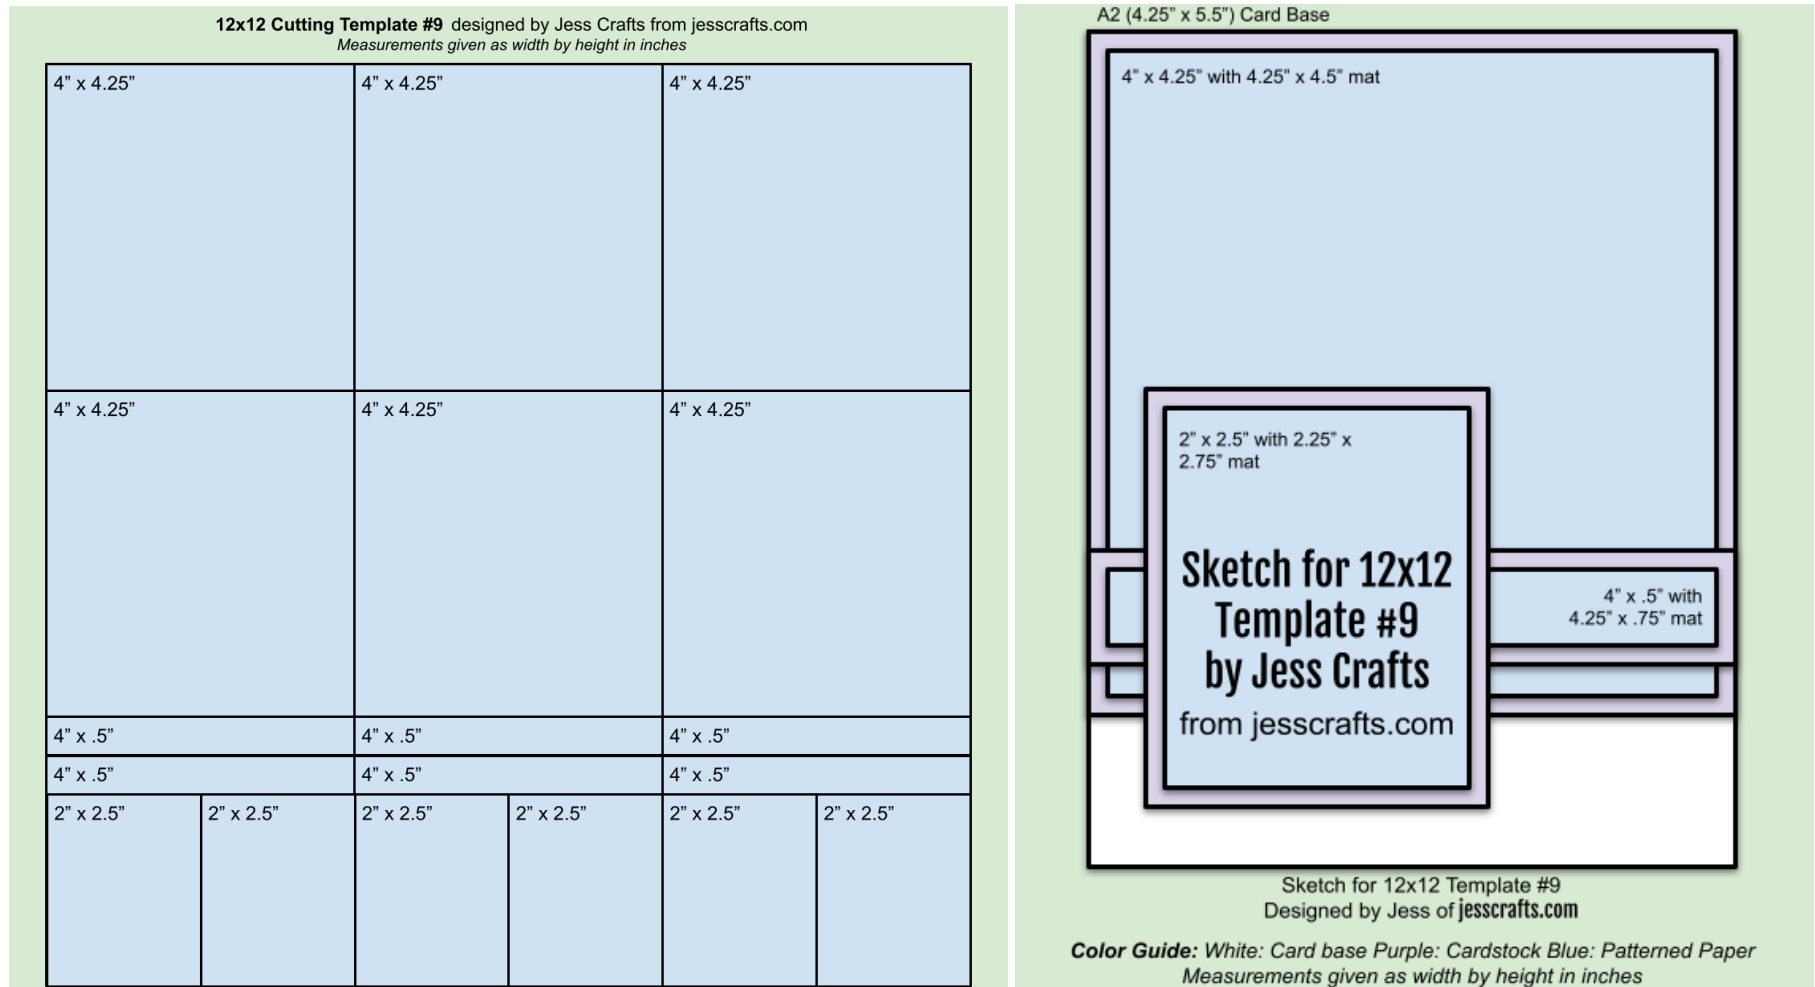 12x12 Cutting Template #9 designed by Jess Crafts from jesscrafts.com
Measurements given as width by height in inches
4” x 4.25”
4” x 4.25”
4” x 4.25”
4” x 4.25”
4” x 4.25”
4” x 4.25”
4” x .5”
4” x .5”
4” x .5”
4” x .5”
4” x .5”
4” x .5”
2” x 2.5”
2” x 2.5”
2” x 2.5”
2” x 2.5”
2” x 2.5”
2” x 2.5”
A2 (4.25” x 5.5”) Card Base
4” x 4.25” with 4.25” x 4.5” mat
2” x 2.5” with 2.25” x
2.75” mat
Sketch for 12x12
Template #9
by Jess Crafts
from jesscrafts.com
4” x .5” with
4.25” x .75” mat
Sketch for 12x12 Template #9
Designed by Jess of jesscrafts.com
Color Guide: White: Card base Purple: Cardstock Blue: Patterned Paper
Measurements given as width by height in inches